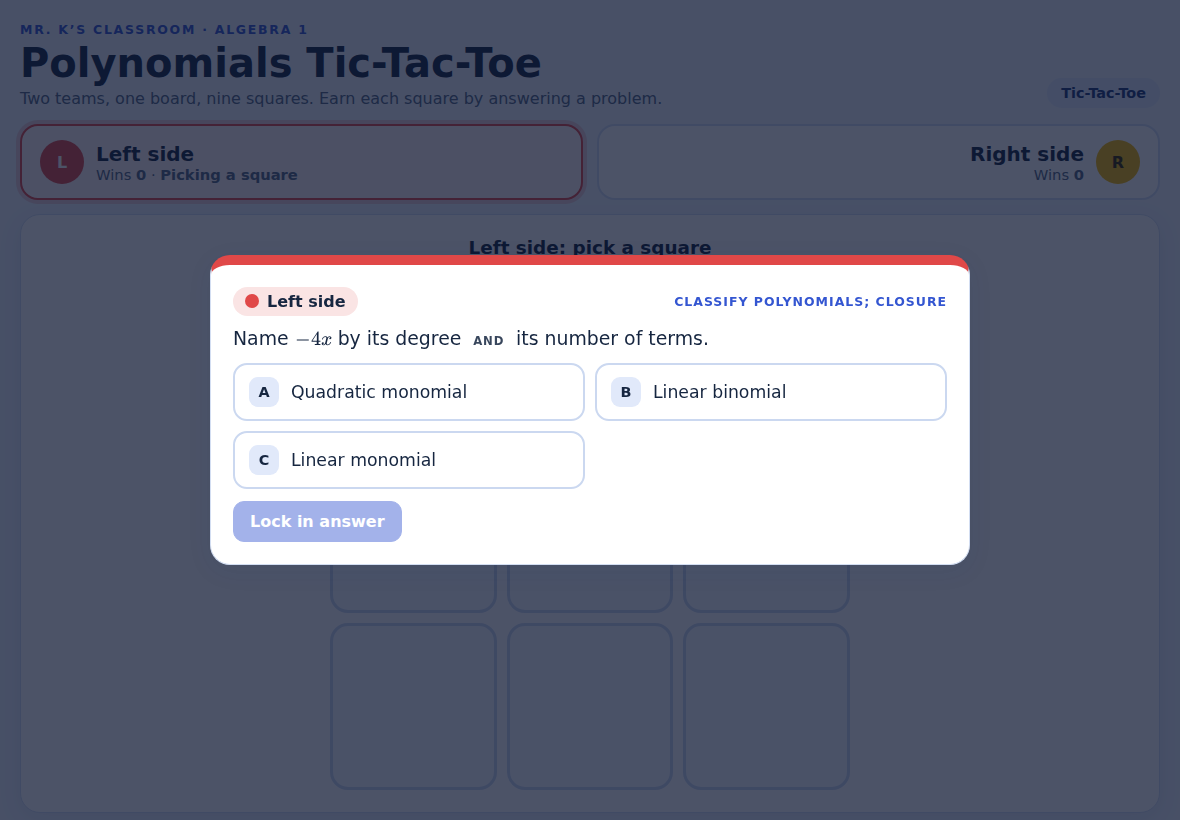 MR. K’S CLASSROOM · ALGEBRA 1
Polynomials Tic-Tac-Toe
Two teams, one board, nine squares. Earn each square by answering a problem.
Tic-Tac-Toe
L
Left side
Wins 0 · Picking a square
Right side
Wins 0
R
Left side: pick a square
Left side
CLASSIFY POLYNOMIALS; CLOSURE
Name −4x by its degree AND its number of terms.
A Quadratic monomial
B Linear binomial
C Linear monomial
Lock in answer